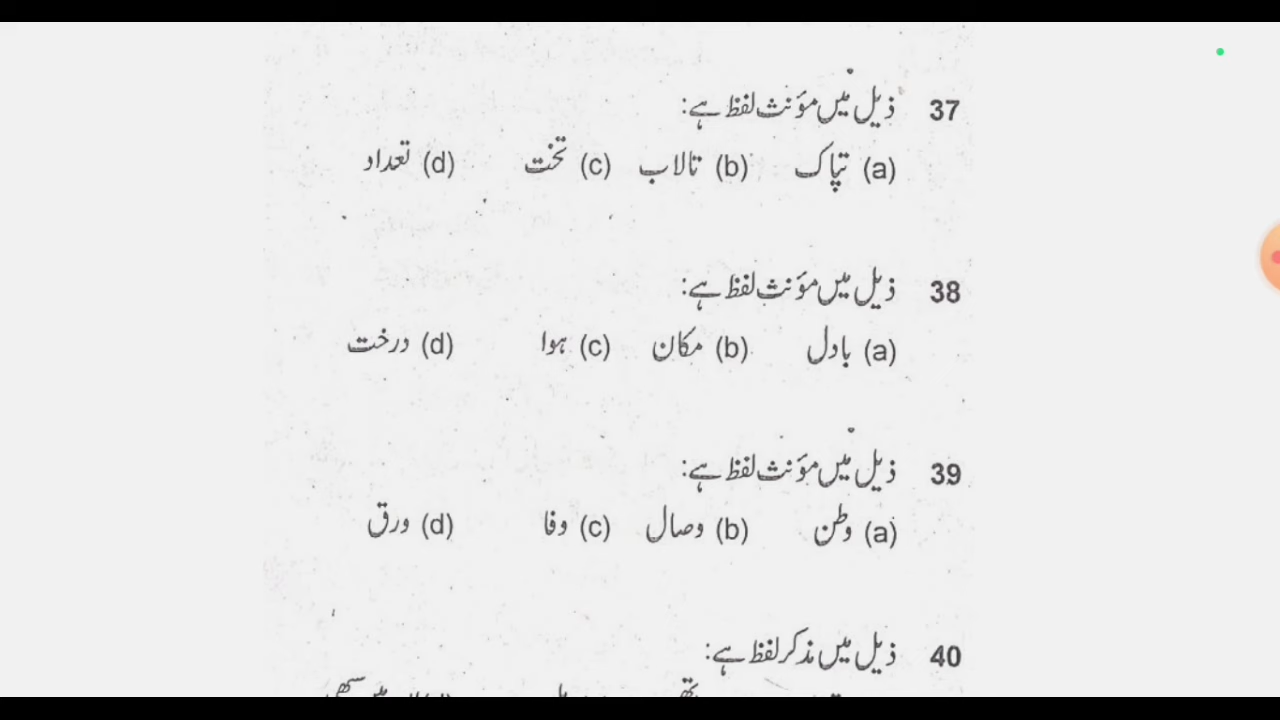 37 ذیل میں مؤنث لفظ ہے:
(a) تپاک (b) تالاب (c) تخت (d) تعداد
38 ذیل میں مؤنث لفظ ہے:
(a) بادل (b) مکان (c) ہوا (d) درخت
39 ذیل میں مؤنث لفظ ہے:
(a) وطن (b) وصال (c) وفا (d) ورق
40 ذیل میں مذکر لفظ ہے: